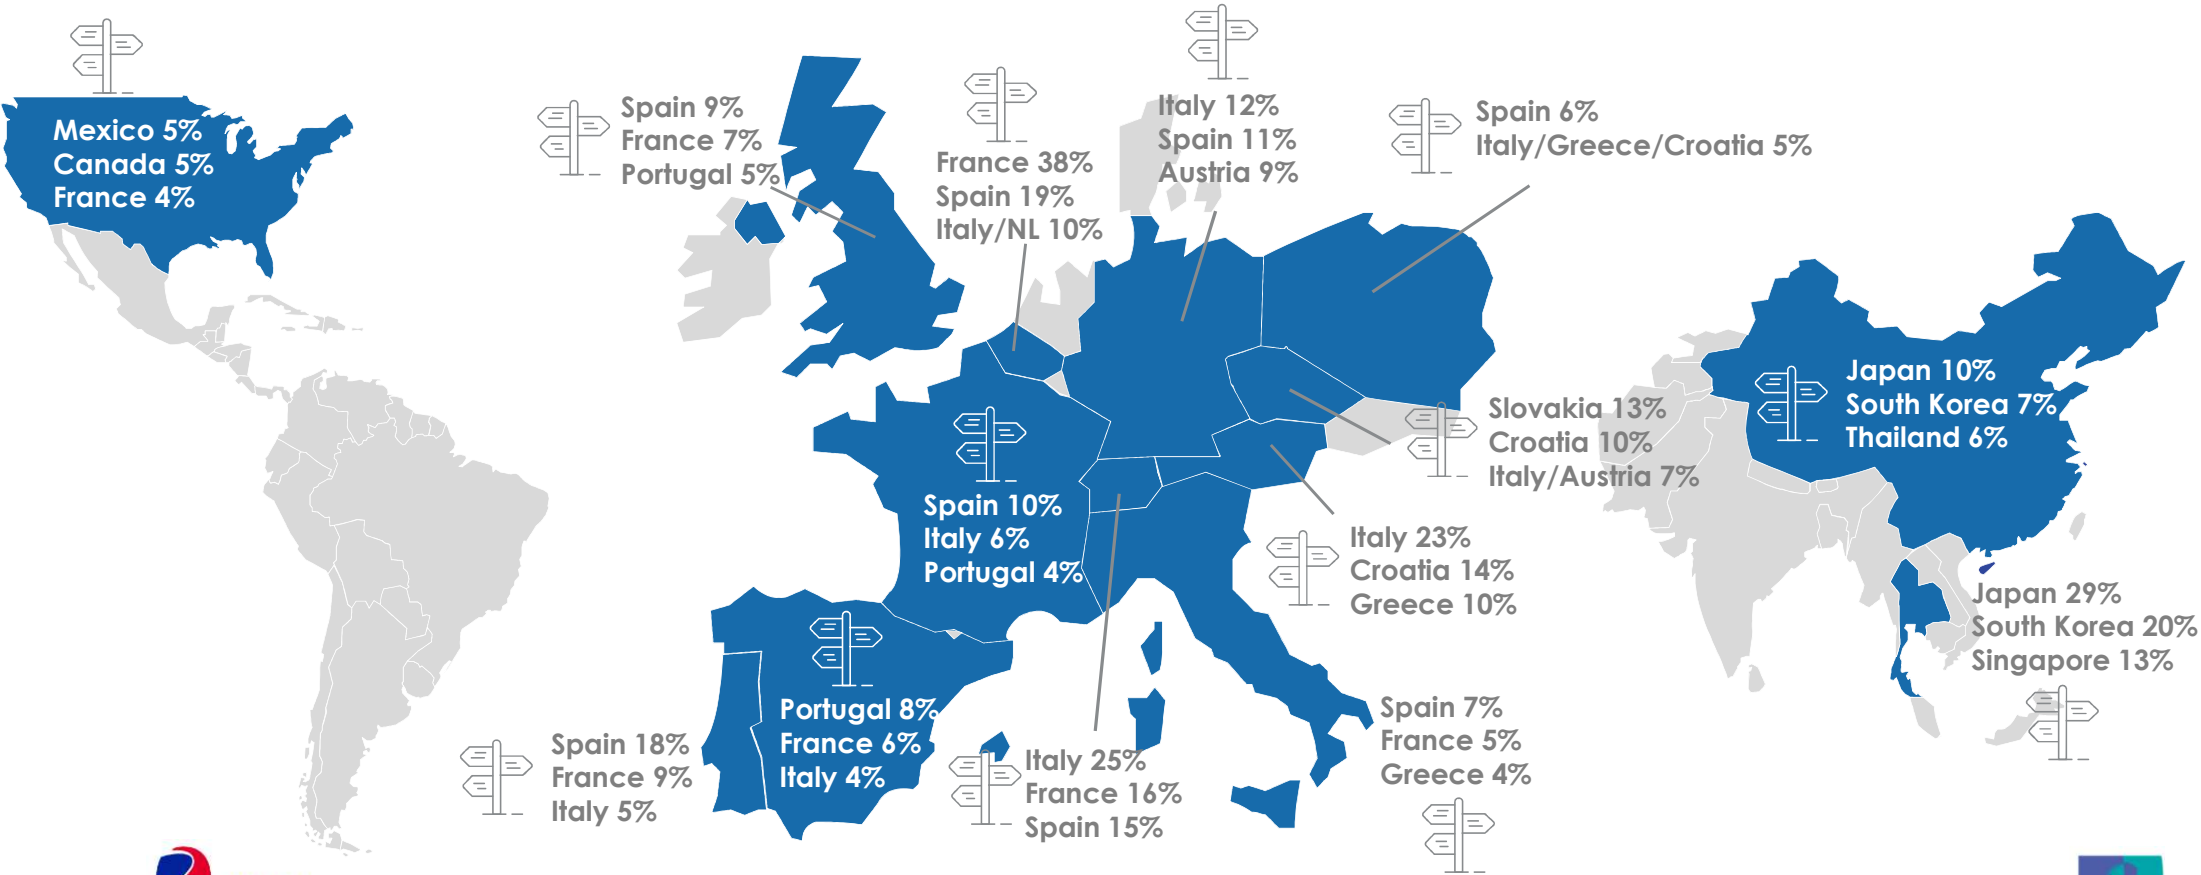 Mexico 5%
Canada 5%
France 4%
Spain 9%
France 7%
Portugal 5%
France 38%
Spain 19%
Italy/NL 10%
Italy 12%
Spain 11%
Austria 9%
Spain 6%
Italy/Greece/Croatia 5%
Japan 10%
South Korea 7%
Thailand 6%
Slovakia 13%
Croatia 10%
Italy/Austria 7%
Spain 10%
Italy 6%
Portugal 4%
Italy 23%
Croatia 14%
Greece 10%
Japan 29%
South Korea 20%
Singapore 13%
Portugal 8%
France 6%
Italy 4%
Spain 18%
France 9%
Italy 5%
Italy 25%
France 16%
Spain 15%
Spain 7%
France 5%
Greece 4%